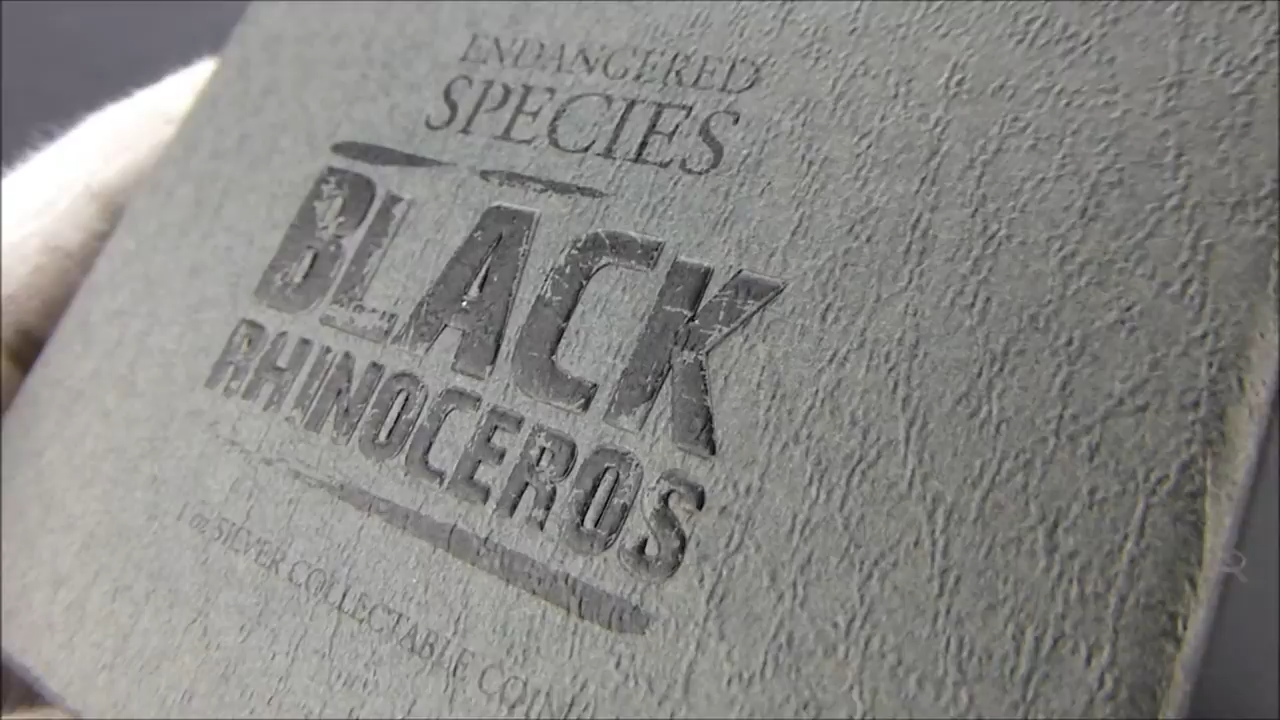 ENDANGERED
SPECIES
BLACK
RHINOCEROS
1 oz SILVER COLLECTABLE COIN